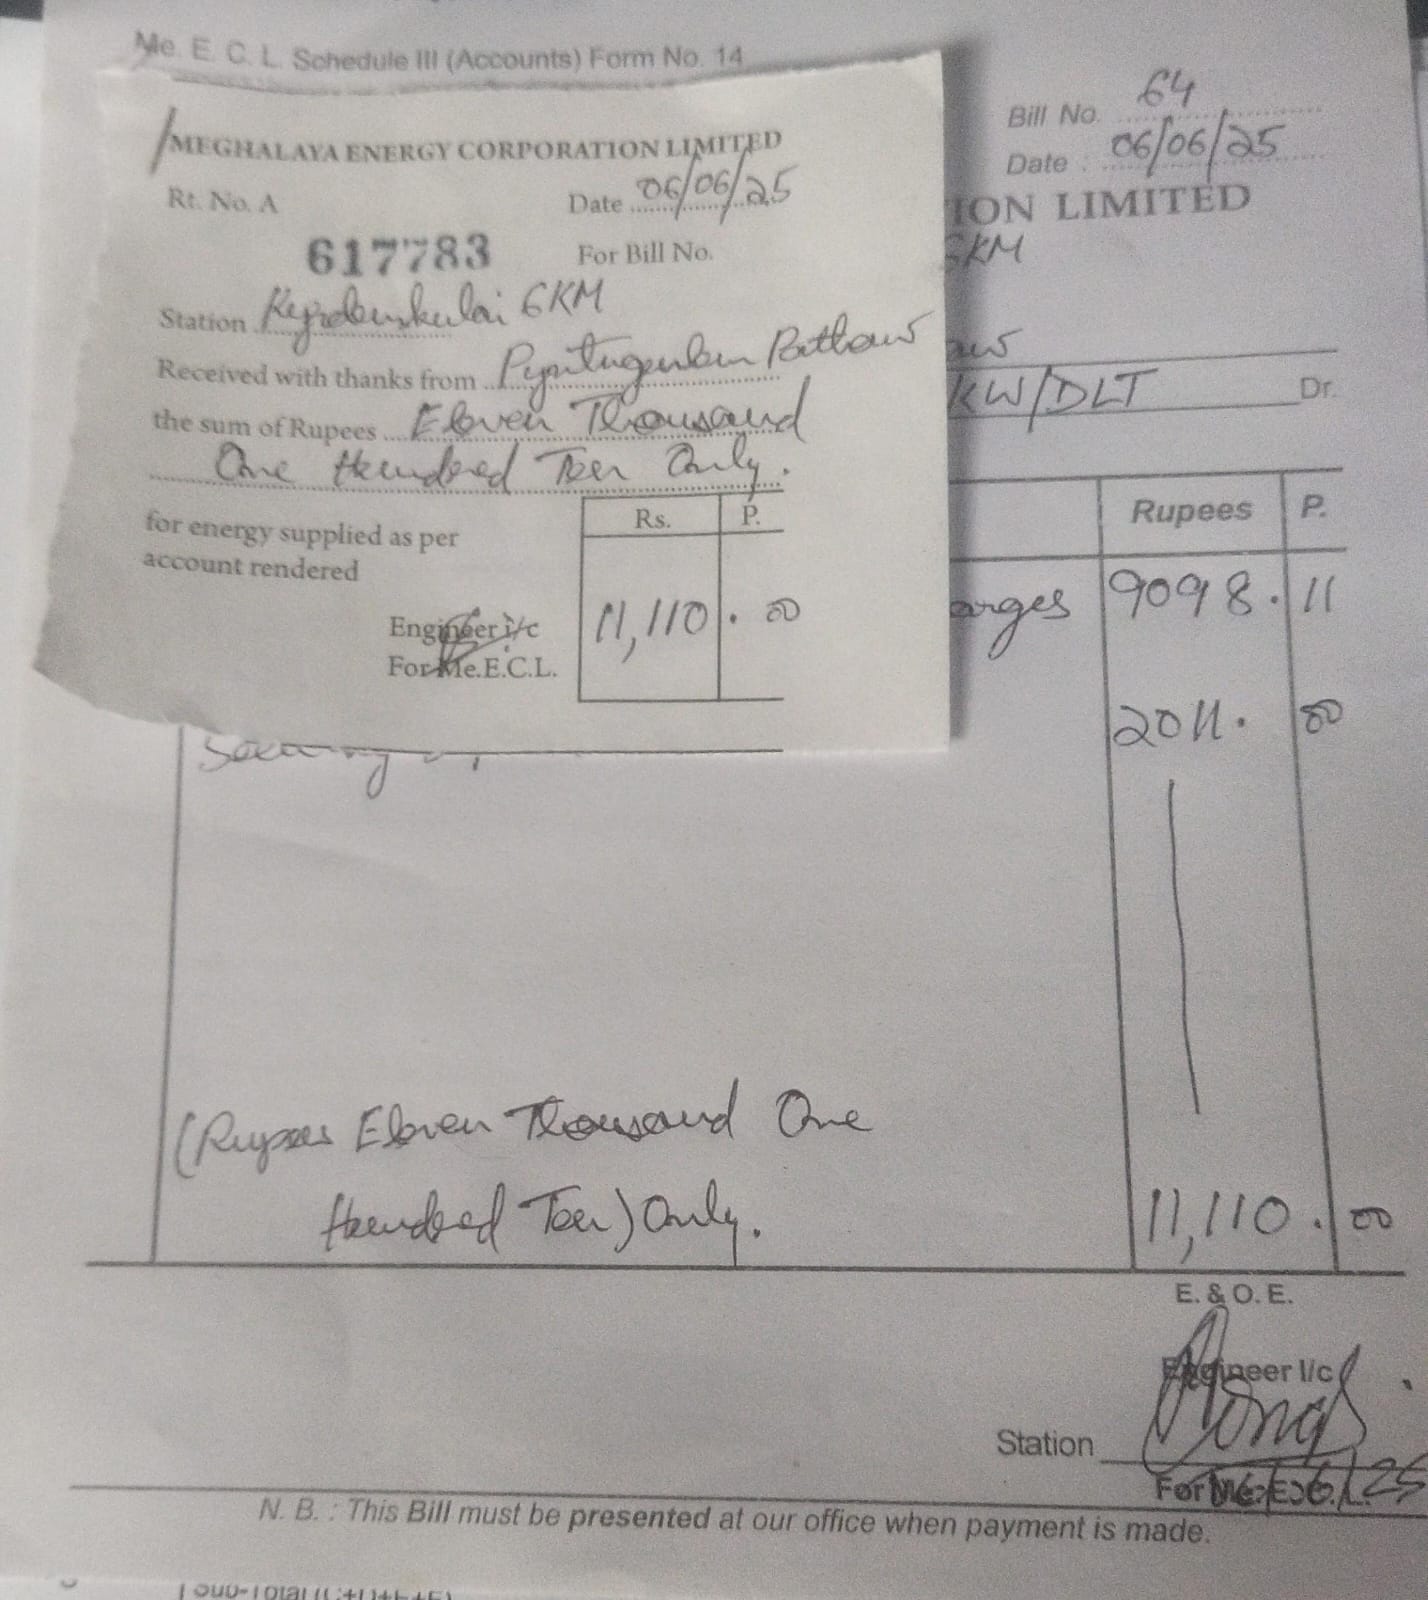 Me. E. C. L. Schedule III (Accounts) Form No. 14
Bill No. 64
Date : 06/06/25
TION LIMITED
6KM
KW/DLT Dr.
Rupees P.
arges 9098. 11
2011. 00
MEGHALAYA ENERGY CORPORATION LIMITED
Rt. No. A Date 06/06/25
617783 For Bill No.
Station 6KM
Received with thanks from
the sum of Rupees Eleven Thousand
One Hundred Ten Only.
for energy supplied as per
account rendered
Rs. P.
11,110. 00
Engineer i/c
For Me.E.C.L.
Security
(Rupees Eleven Thousand One
Hundred Ten) Only.
11,110. 00
E. & O. E.
Engineer I/c
Station
For Me.E.C.L.
N. B. : This Bill must be presented at our office when payment is made.